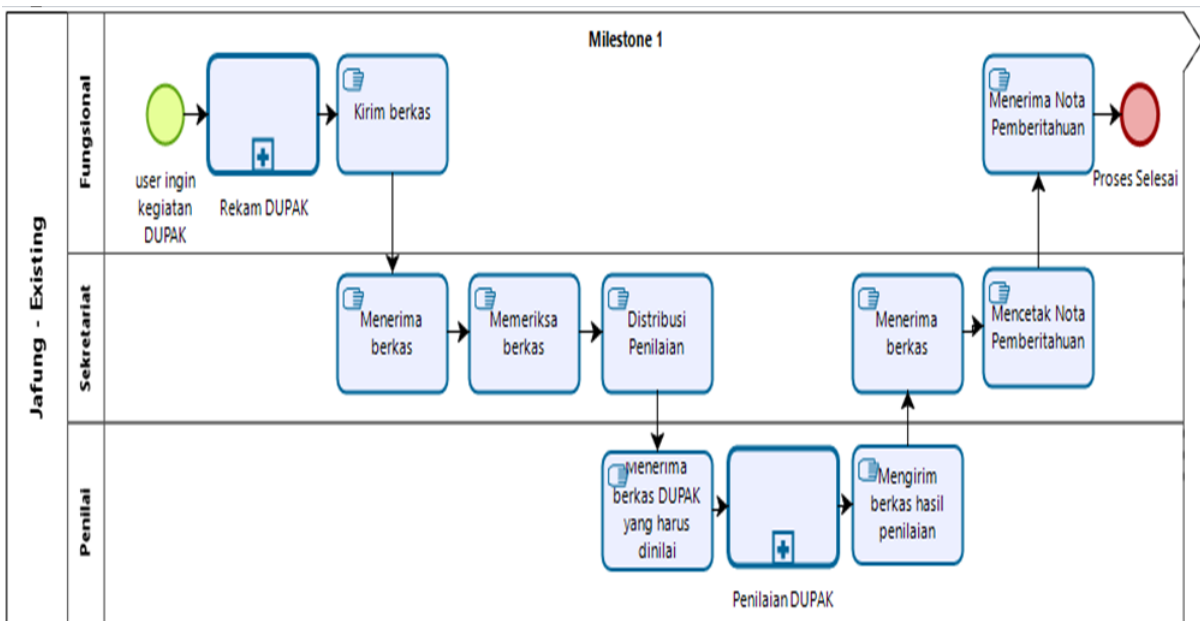 Milestone 1
Jafung - Existing
Fungsional
user ingin
kegiatan
DUPAK
Rekam DUPAK
Kirim berkas
Menerima Nota
Pemberitahuan
Proses Selesai
Sekretariat
Menerima
berkas
Memeriksa
berkas
Distribusi
Penilaian
Menerima
berkas
Mencetak Nota
Pemberitahuan
Penilai
Menerima
berkas DUPAK
yang harus
dinilai
Penilaian DUPAK
Mengirim
berkas hasil
penilaian